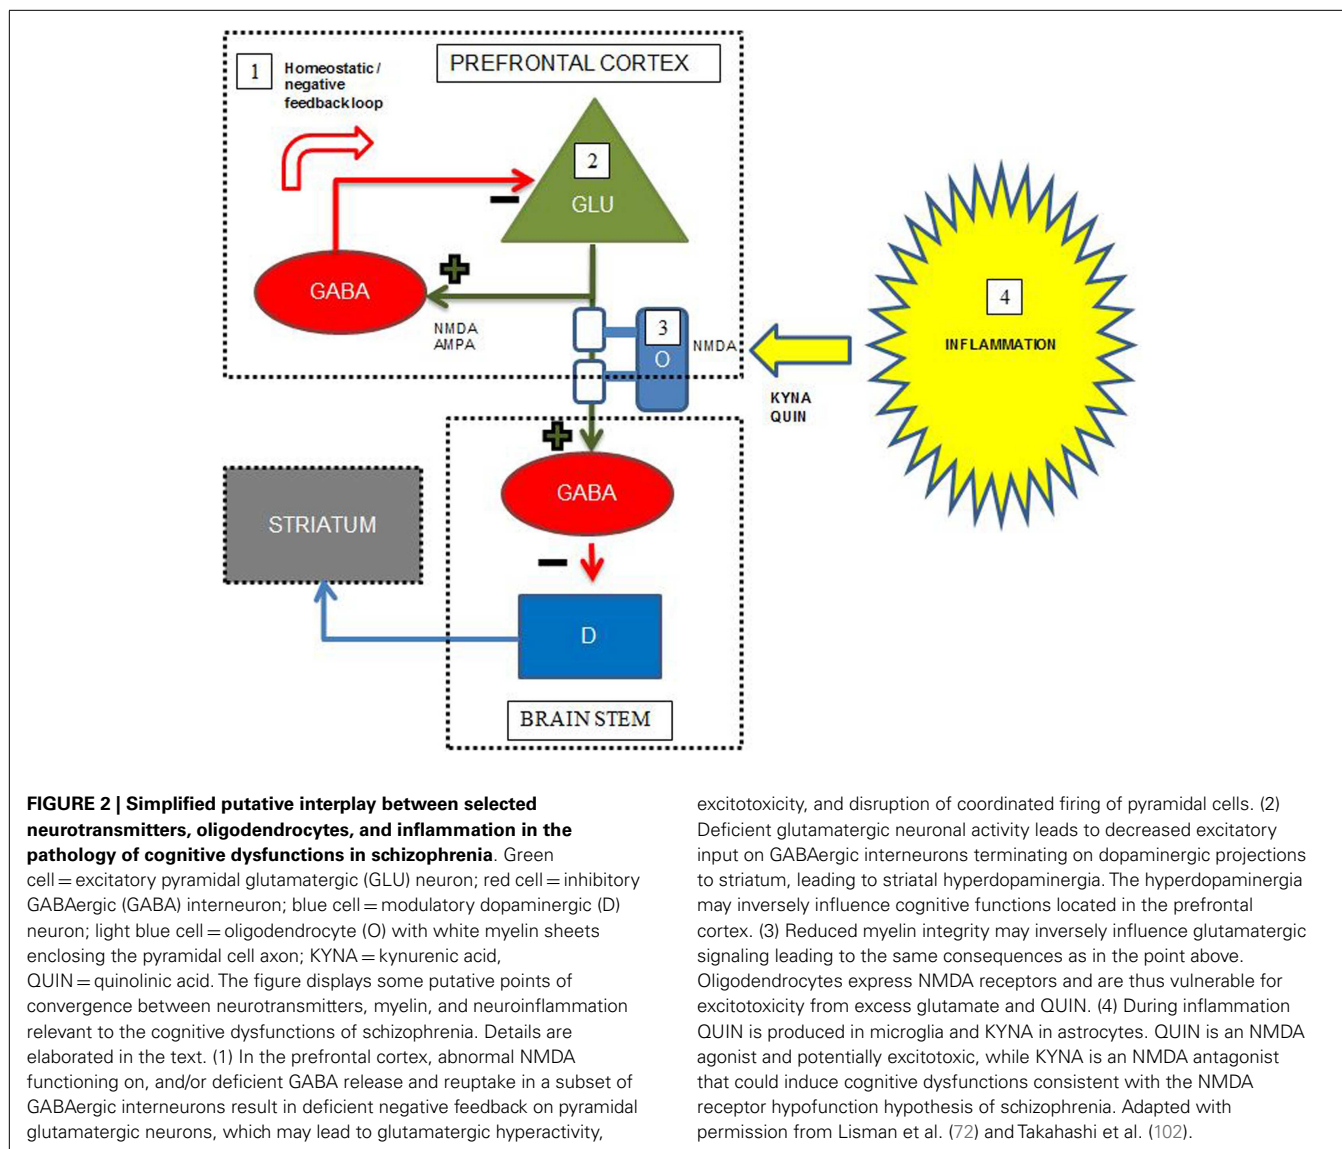 1
Homeostatic /
negative
feedback loop
PREFRONTAL CORTEX
2
GLU
−
+
GABA
NMDA
AMPA
3
O
NMDA
4
INFLAMMATION
KYNA
QUIN
+
GABA
−
STRIATUM
D
BRAIN STEM
FIGURE 2 | Simplified putative interplay between selected
neurotransmitters, oligodendrocytes, and inflammation in the
pathology of cognitive dysfunctions in schizophrenia. Green
cell = excitatory pyramidal glutamatergic (GLU) neuron; red cell = inhibitory
GABAergic (GABA) interneuron; blue cell = modulatory dopaminergic (D)
neuron; light blue cell = oligodendrocyte (O) with white myelin sheets
enclosing the pyramidal cell axon; KYNA = kynurenic acid,
QUIN = quinolinic acid. The figure displays some putative points of
convergence between neurotransmitters, myelin, and neuroinflammation
relevant to the cognitive dysfunctions of schizophrenia. Details are
elaborated in the text. (1) In the prefrontal cortex, abnormal NMDA
functioning on, and/or deficient GABA release and reuptake in a subset of
GABAergic interneurons result in deficient negative feedback on pyramidal
glutamatergic neurons, which may lead to glutamatergic hyperactivity,
excitotoxicity, and disruption of coordinated firing of pyramidal cells. (2)
Deficient glutamatergic neuronal activity leads to decreased excitatory
input on GABAergic interneurons terminating on dopaminergic projections
to striatum, leading to striatal hyperdopaminergia. The hyperdopaminergia
may inversely influence cognitive functions located in the prefrontal
cortex. (3) Reduced myelin integrity may inversely influence glutamatergic
signaling leading to the same consequences as in the point above.
Oligodendrocytes express NMDA receptors and are thus vulnerable for
excitotoxicity from excess glutamate and QUIN. (4) During inflammation
QUIN is produced in microglia and KYNA in astrocytes. QUIN is an NMDA
agonist and potentially excitotoxic, while KYNA is an NMDA antagonist
that could induce cognitive dysfunctions consistent with the NMDA
receptor hypofunction hypothesis of schizophrenia. Adapted with
permission from Lisman et al. (72) and Takahashi et al. (102).